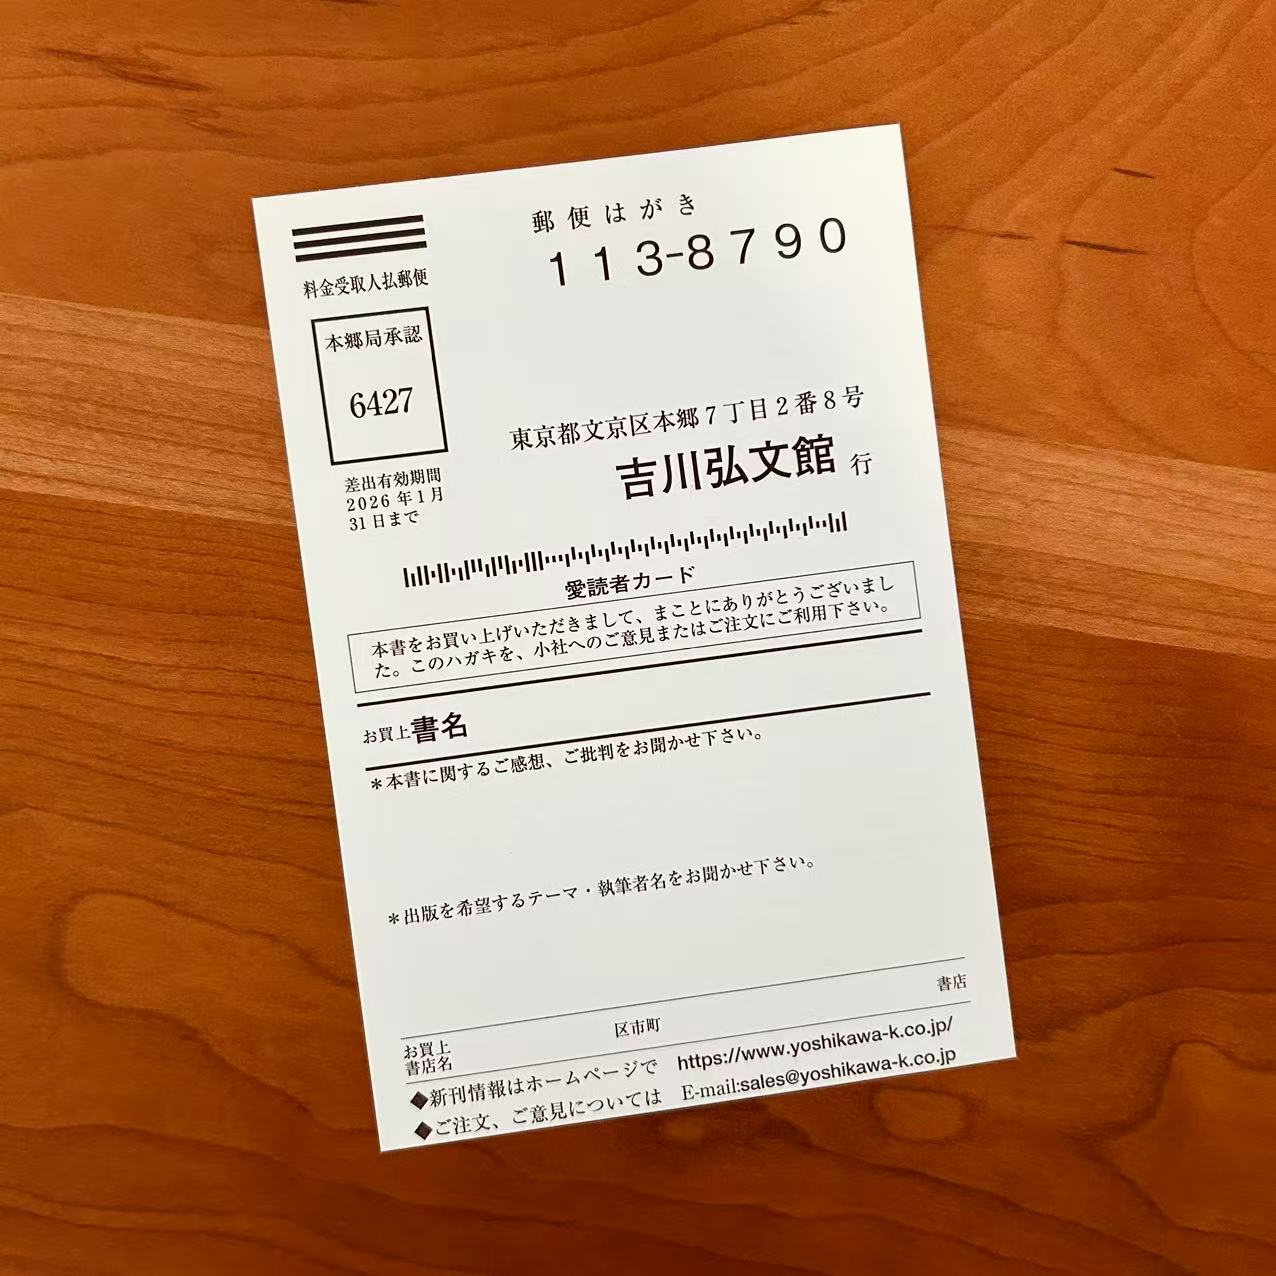 郵便はがき
113-8790
料金受取人払郵便
本郷局承認
6427
差出有効期間
2026年1月
31日まで
東京都文京区本郷7丁目2番8号
吉川弘文館 行
愛読者カード
本書をお買い上げいただきまして、まことにありがとうございまし
た。このハガキを、小社へのご意見またはご注文にご利用下さい。
お買上書名
＊本書に関するご感想、ご批判をお聞かせ下さい。
＊出版を希望するテーマ・執筆者名をお聞かせ下さい。
お買上
書店名
区市町
書店
◆新刊情報はホームページで https://www.yoshikawa-k.co.jp/
◆ご注文、ご意見については E-mail:sales@yoshikawa-k.co.jp